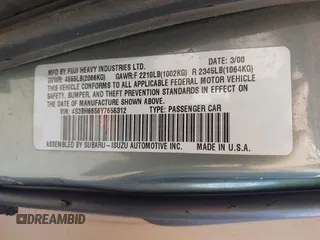 MFD BY FUJI HEAVY INDUSTRIES LTD. DATE: 3/00
GVWR: 4555LB(2066KG) GAWR:F 2210LB(1002KG) R 2345LB(1064KG)
THIS VEHICLE CONFORMS TO ALL APPLICABLE FEDERAL MOTOR VEHICLE
SAFETY, BUMPER, AND THEFT PREVENTION STANDARDS IN EFFECT
ON THE DATE OF MANUFACTURE SHOWN ABOVE.
TYPE: PASSENGER CAR
ASSEMBLED BY SUBARU-ISUZU AUTOMOTIVE INC. MADE IN U.S.A.
DREAMBID